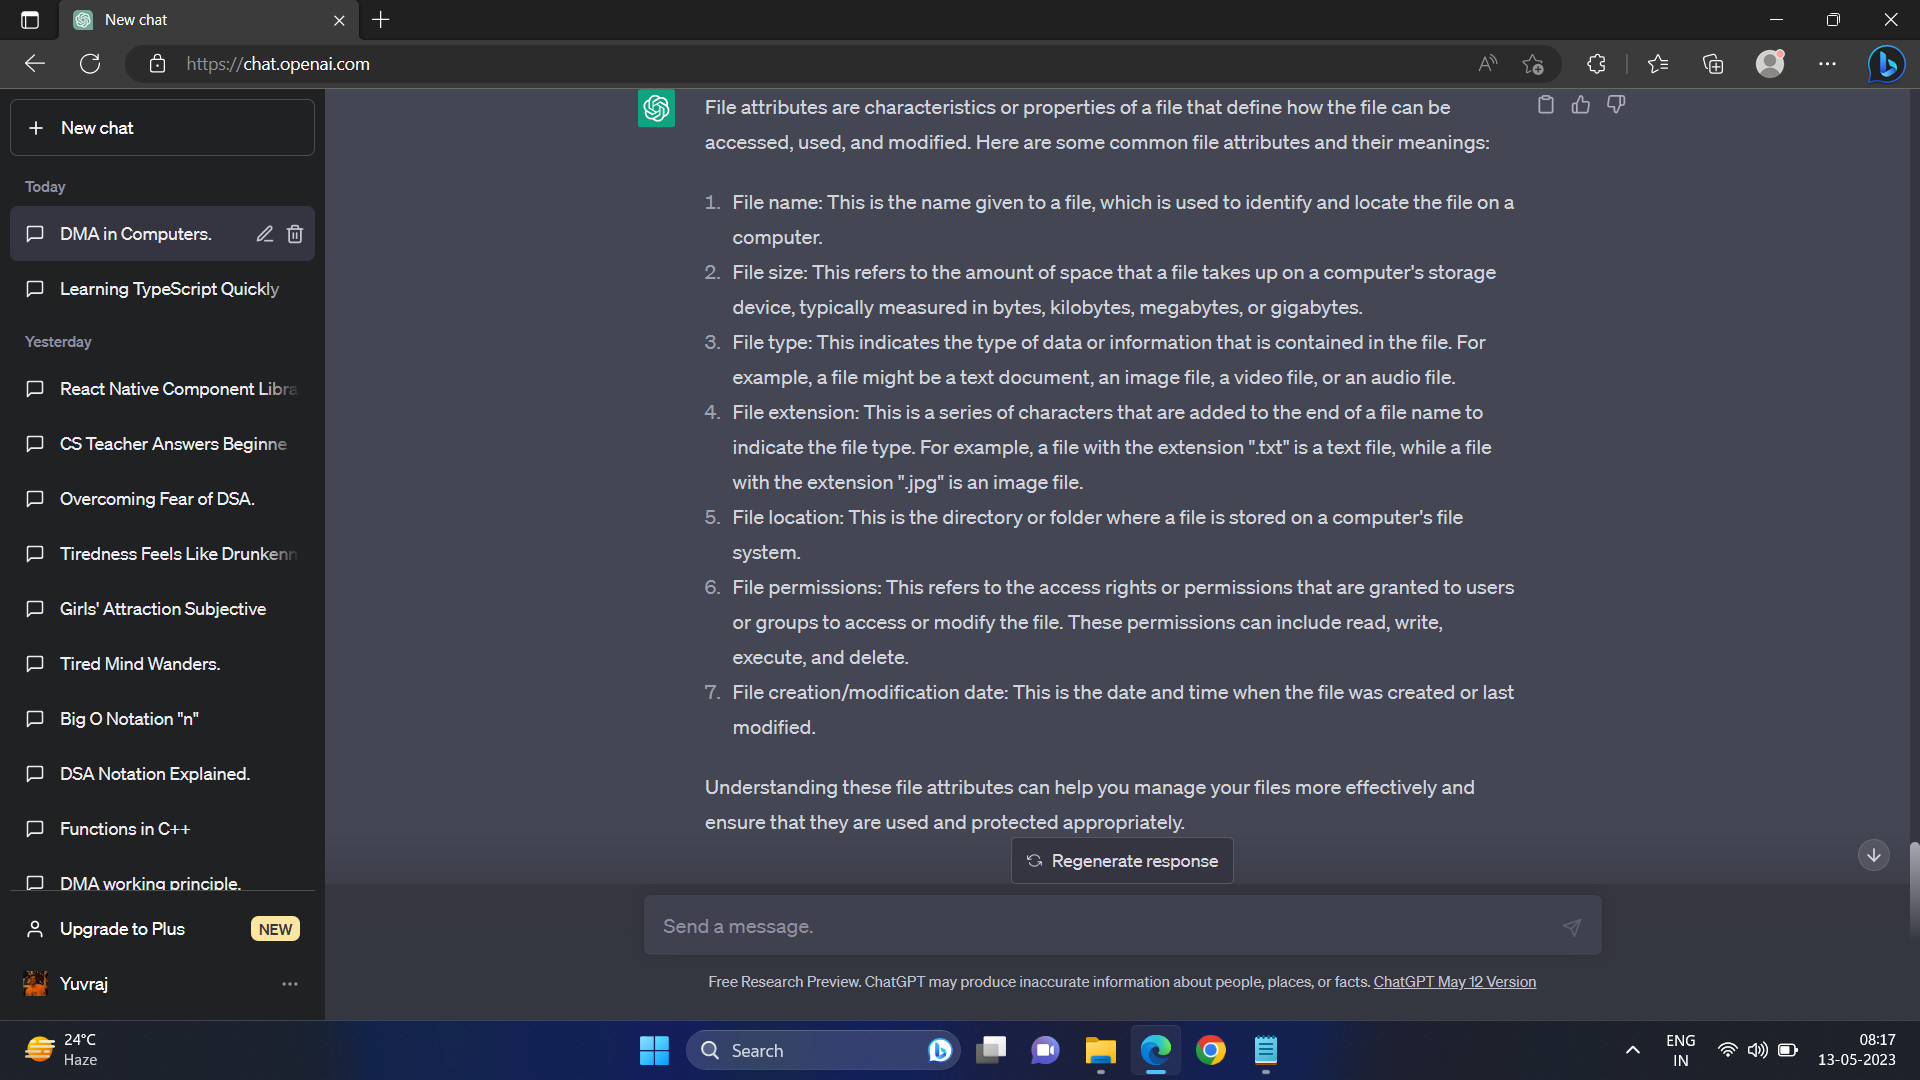 New chat
https://chat.openai.com
New chat
Today
DMA in Computers.
Learning TypeScript Quickly
Yesterday
React Native Component Libra
CS Teacher Answers Beginne
Overcoming Fear of DSA.
Tiredness Feels Like Drunkenn
Girls' Attraction Subjective
Tired Mind Wanders.
Big O Notation "n"
DSA Notation Explained.
Functions in C++
DMA working principle.
Upgrade to Plus
NEW
Yuvraj
File attributes are characteristics or properties of a file that define how the file can be
accessed, used, and modified. Here are some common file attributes and their meanings:
1. File name: This is the name given to a file, which is used to identify and locate the file on a
computer.
2. File size: This refers to the amount of space that a file takes up on a computer's storage
device, typically measured in bytes, kilobytes, megabytes, or gigabytes.
3. File type: This indicates the type of data or information that is contained in the file. For
example, a file might be a text document, an image file, a video file, or an audio file.
4. File extension: This is a series of characters that are added to the end of a file name to
indicate the file type. For example, a file with the extension ".txt" is a text file, while a file
with the extension ".jpg" is an image file.
5. File location: This is the directory or folder where a file is stored on a computer's file
system.
6. File permissions: This refers to the access rights or permissions that are granted to users
or groups to access or modify the file. These permissions can include read, write,
execute, and delete.
7. File creation/modification date: This is the date and time when the file was created or last
modified.
Understanding these file attributes can help you manage your files more effectively and
ensure that they are used and protected appropriately.
Regenerate response
Send a message.
Free Research Preview. ChatGPT may produce inaccurate information about people, places, or facts. ChatGPT May 12 Version
24°C
Haze
Search
ENG
IN
08:17
13-05-2023